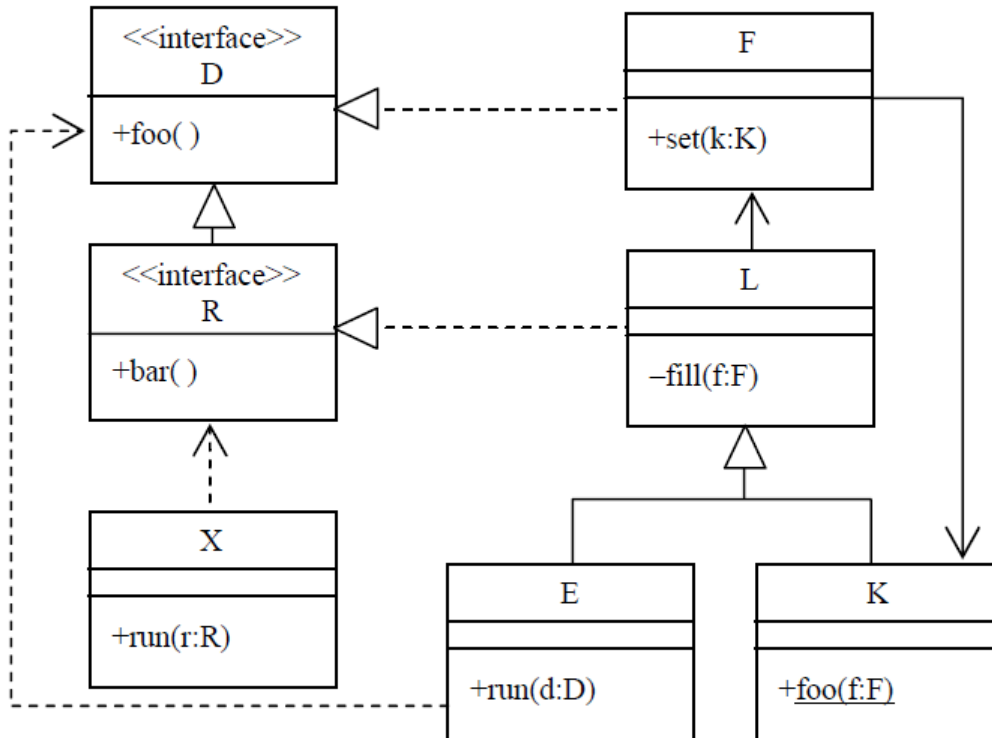 <<interface>>
D
+foo( )
F
+set(k:K)
<<interface>>
R
+bar( )
L
–fill(f:F)
X
+run(r:R)
E
+run(d:D)
K
+foo(f:F)